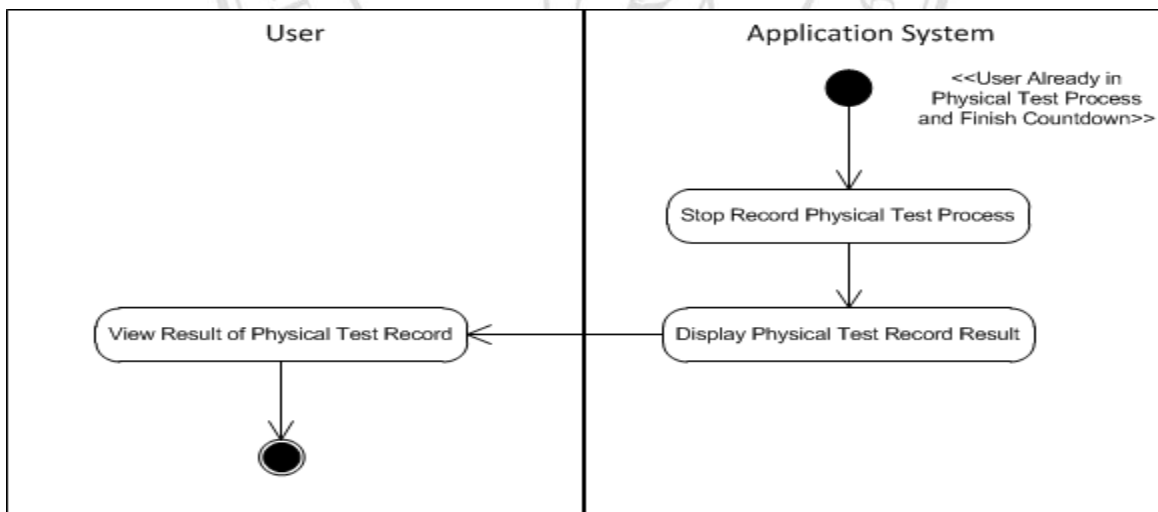 User
Application System
<<User Already in
Physical Test Process
and Finish Countdown>>
Stop Record Physical Test Process
View Result of Physical Test Record
Display Physical Test Record Result